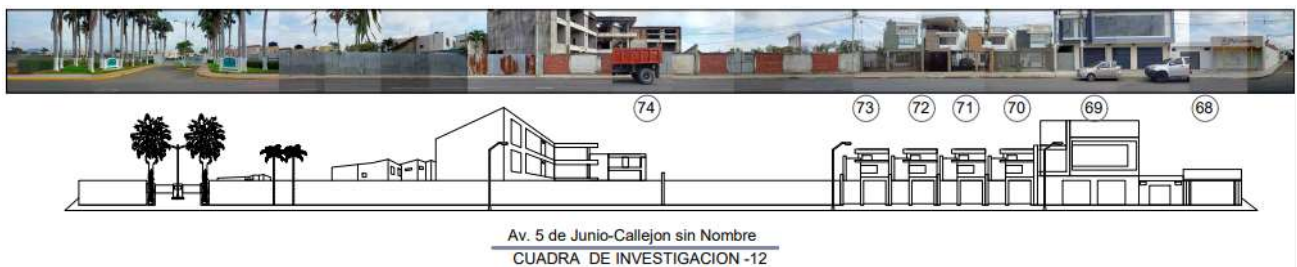 74 73 72 71 70 69 68
Av. 5 de Junio-Callejon sin Nombre
CUADRA DE INVESTIGACION -12